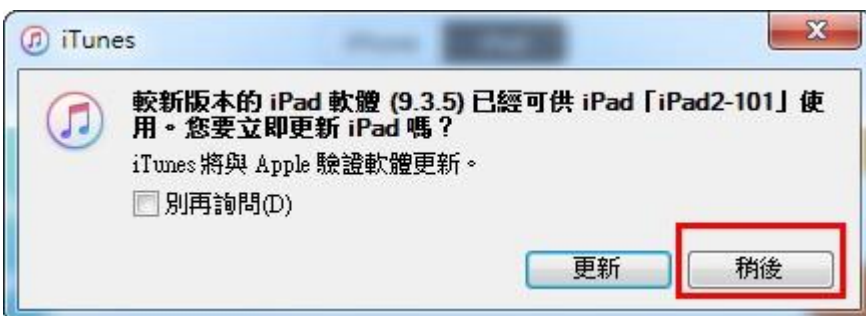 iTunes
較新版本的 iPad 軟體 (9.3.5) 已經可供 iPad「iPad2-101」使
用。您要立即更新 iPad 嗎？
iTunes 將與 Apple 驗證軟體更新。
別再詢問(D)
更新
稍後